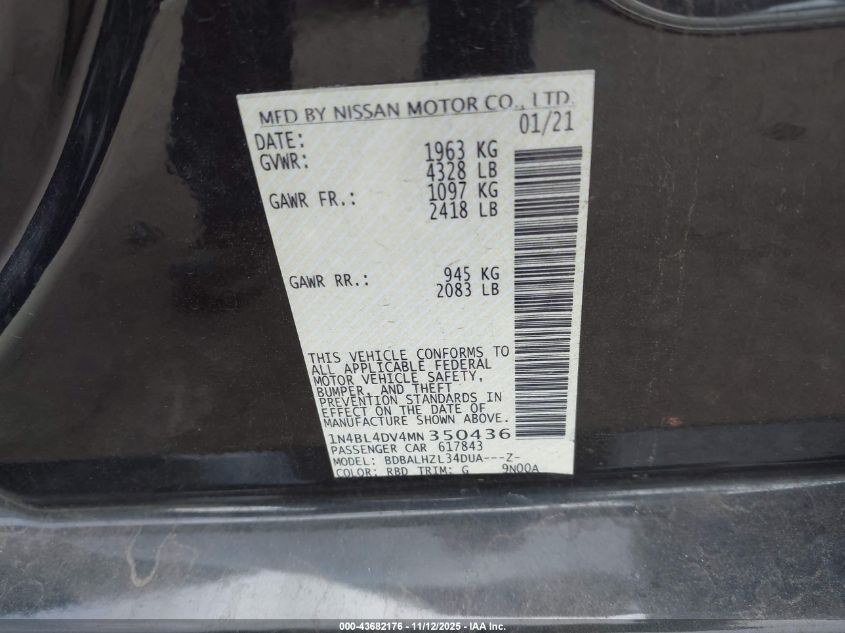 MFD BY NISSAN MOTOR CO., LTD.
DATE: 01/21
GVWR: 1963 KG
4328 LB
GAWR FR.: 1097 KG
2418 LB
GAWR RR.: 945 KG
2083 LB
THIS VEHICLE CONFORMS TO
ALL APPLICABLE FEDERAL
MOTOR VEHICLE SAFETY,
BUMPER, AND THEFT
PREVENTION STANDARDS IN
EFFECT ON THE DATE OF
MANUFACTURE SHOWN ABOVE.
1N4BL4DV4MN350436
PASSENGER CAR 617843
MODEL: BDBALHZL34DUA---Z-
COLOR: RBD TRIM: G 9N00A
000-43682176 - 11/12/2025 - IAA Inc.